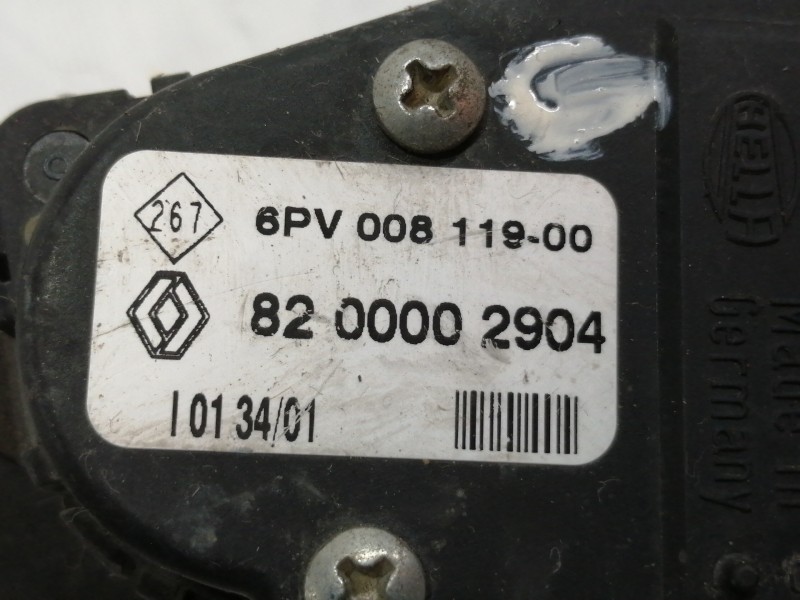 267
6PV 008 119-00
82 0000 2904
I 01 34/01
HELLA
Made in
Germany